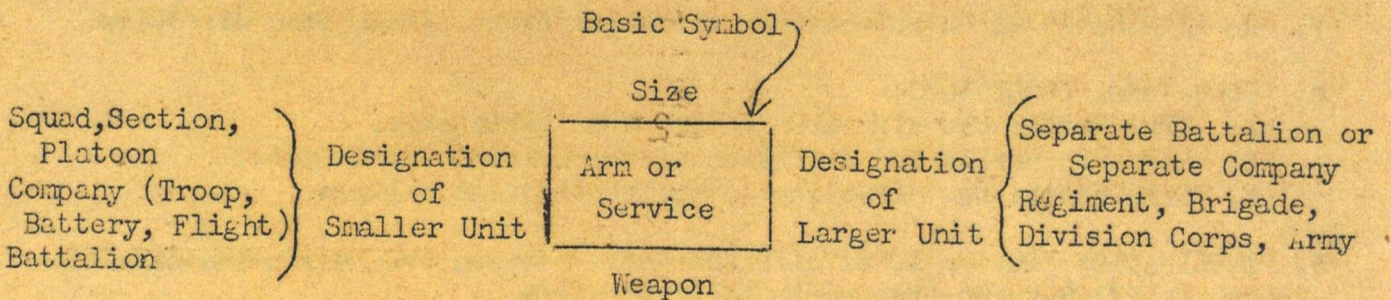 Basic Symbol
Size
Squad,Section,
Platoon
Company (Troop,
Battery, Flight)
Battalion
Designation
of
Smaller Unit
Arm or
Service
Designation
of
Larger Unit
Separate Battalion or
Separate Company
Regiment, Brigade,
Division Corps, Army
Weapon